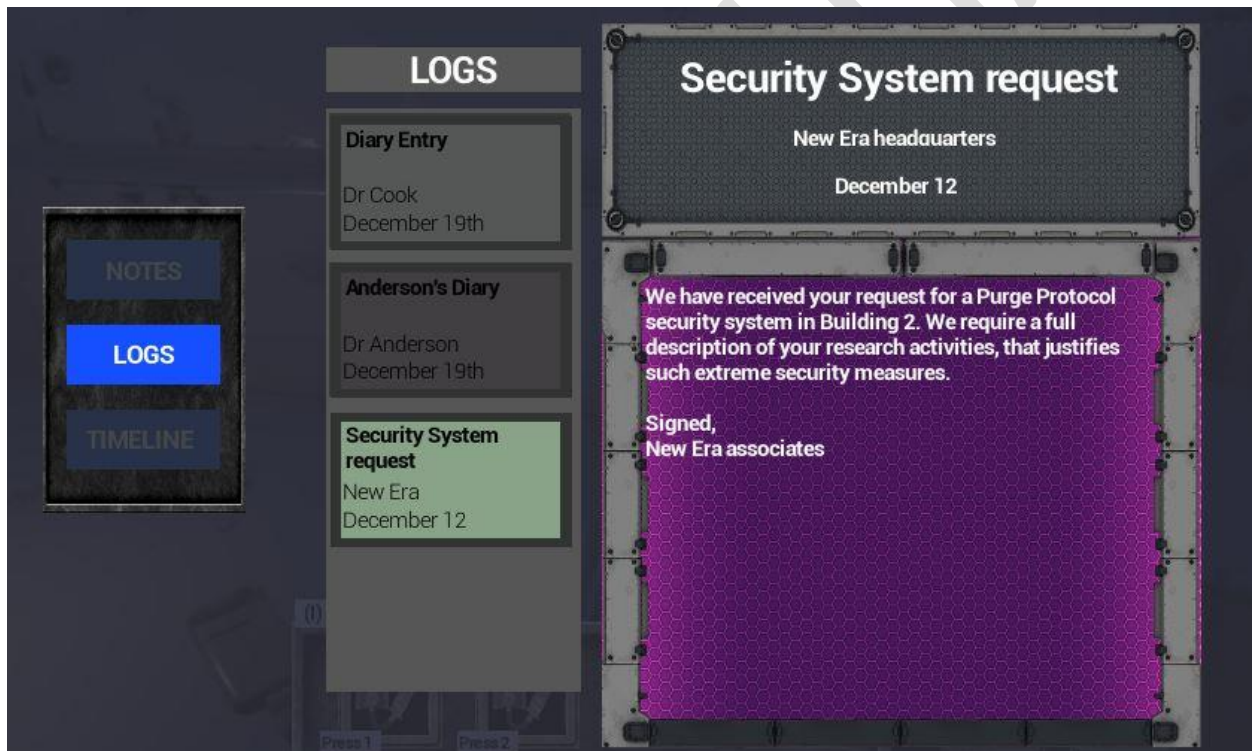 NOTES
LOGS
TIMELINE
LOGS
Diary Entry
Dr Cook
December 19th
Anderson's Diary
Dr Anderson
December 19th
Security System
request
New Era
December 12
(I)
Press 1
Press 2
Security System request
New Era headquarters
December 12
We have received your request for a Purge Protocol
security system in Building 2. We require a full
description of your research activities, that justifies
such extreme security measures.
Signed,
New Era associates